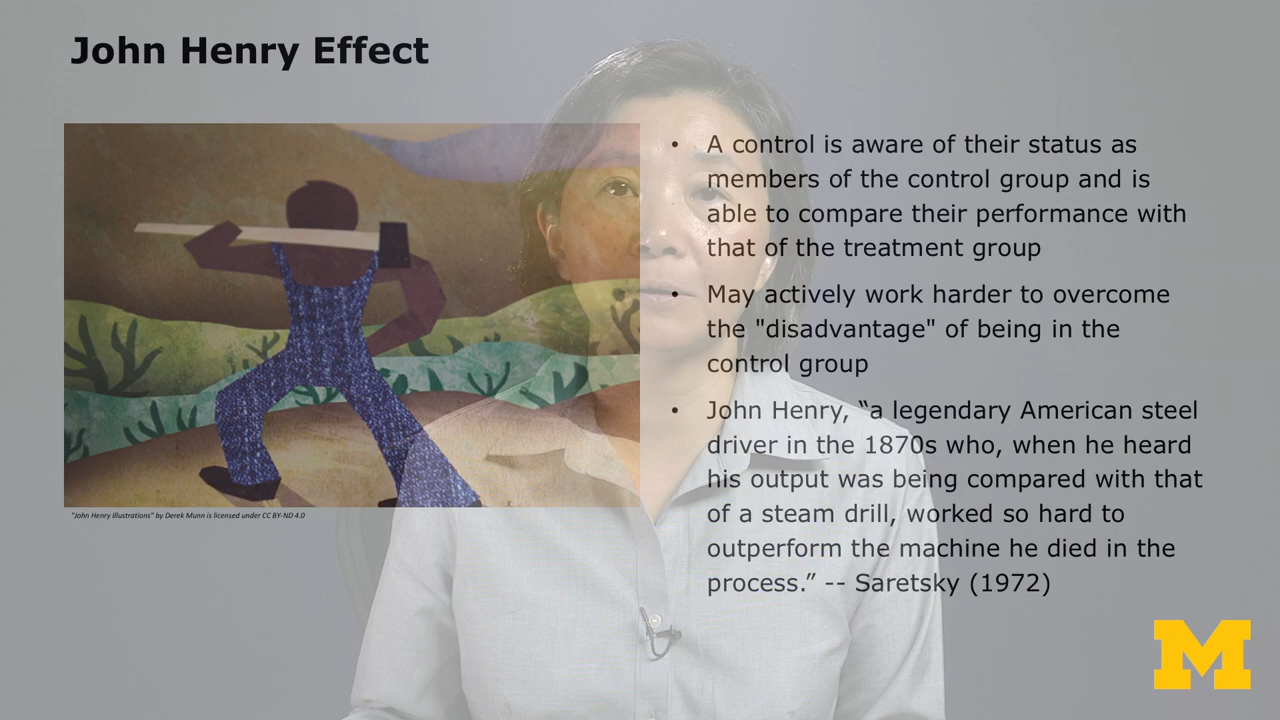 John Henry Effect
• A control is aware of their status as
members of the control group and is
able to compare their performance with
that of the treatment group
• May actively work harder to overcome
the "disadvantage" of being in the
control group
• John Henry, “a legendary American steel
driver in the 1870s who, when he heard
his output was being compared with that
of a steam drill, worked so hard to
outperform the machine he died in the
process.” -- Saretsky (1972)
"John Henry Illustrations" by Derek Munn is licensed under CC BY-ND 4.0
M